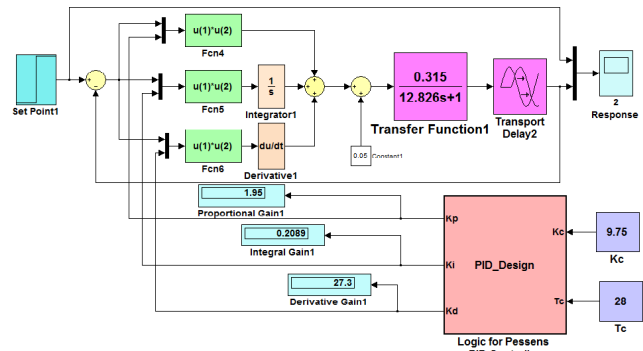 Set Point1
+
−
u(1)*u(2)
Fcn4
u(1)*u(2)
Fcn5
u(1)*u(2)
Fcn6
1
s
Integrator1
du/dt
Derivative1
+
+
+
+
+
0.05
Constant1
0.315
12.826s+1
Transfer Function1
Transport
Delay2
2
Response
1.95
Proportional Gain1
0.2089
Integral Gain1
27.3
Derivative Gain1
Kp
Ki
Kd
PID_Design
Kc
Tc
Logic for Pessens
9.75
Kc
28
Tc